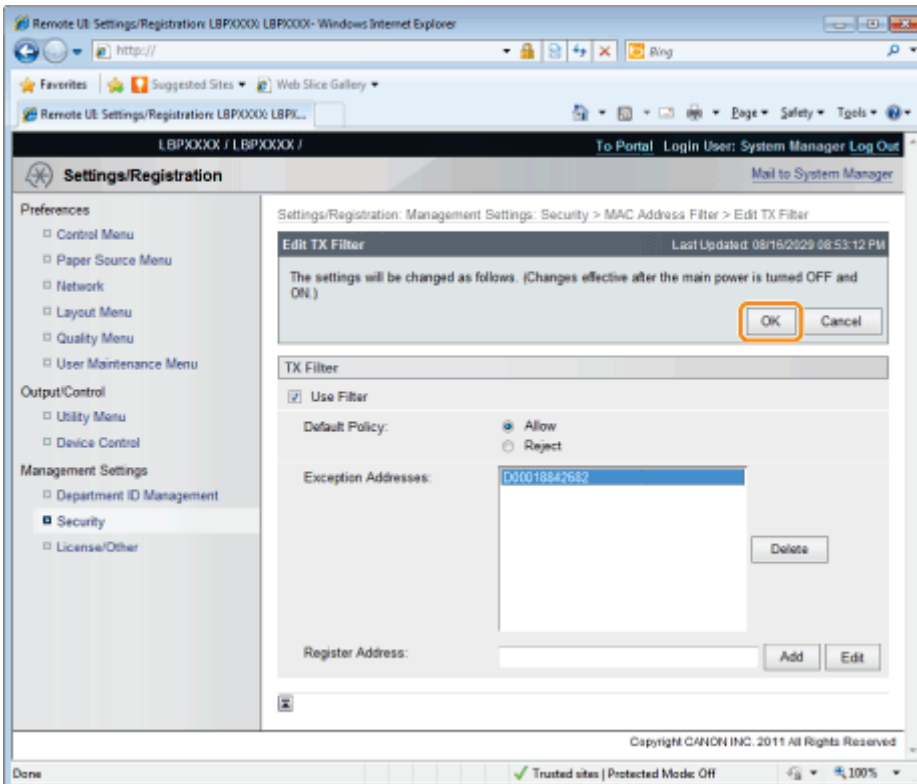 Remote UI: Settings/Registration: LBPXXXX: LBPXXXX- Windows Internet Explorer
http://
Bing
Favorites Suggested Sites Web Slice Gallery
Remote UI: Settings/Registration: LBPXXXX: LBPX... Page Safety Tools
LBPXXXX / LBPXXXX / To Portal Login User: System Manager Log Out
Settings/Registration Mail to System Manager
Preferences
Control Menu
Paper Source Menu
Network
Layout Menu
Quality Menu
User Maintenance Menu
Output/Control
Utility Menu
Device Control
Management Settings
Department ID Management
Security
License/Other
Settings/Registration: Management Settings: Security > MAC Address Filter > Edit TX Filter
Edit TX Filter Last Updated: 08/16/2029 08:53:12 PM
The settings will be changed as follows. (Changes effective after the main power is turned OFF and
ON.)
OK Cancel
TX Filter
Use Filter
Default Policy: Allow
Reject
Exception Addresses: D00018842682
Delete
Register Address: Add Edit
Copyright CANON INC. 2011 All Rights Reserved
Done Trusted sites | Protected Mode: Off 100%